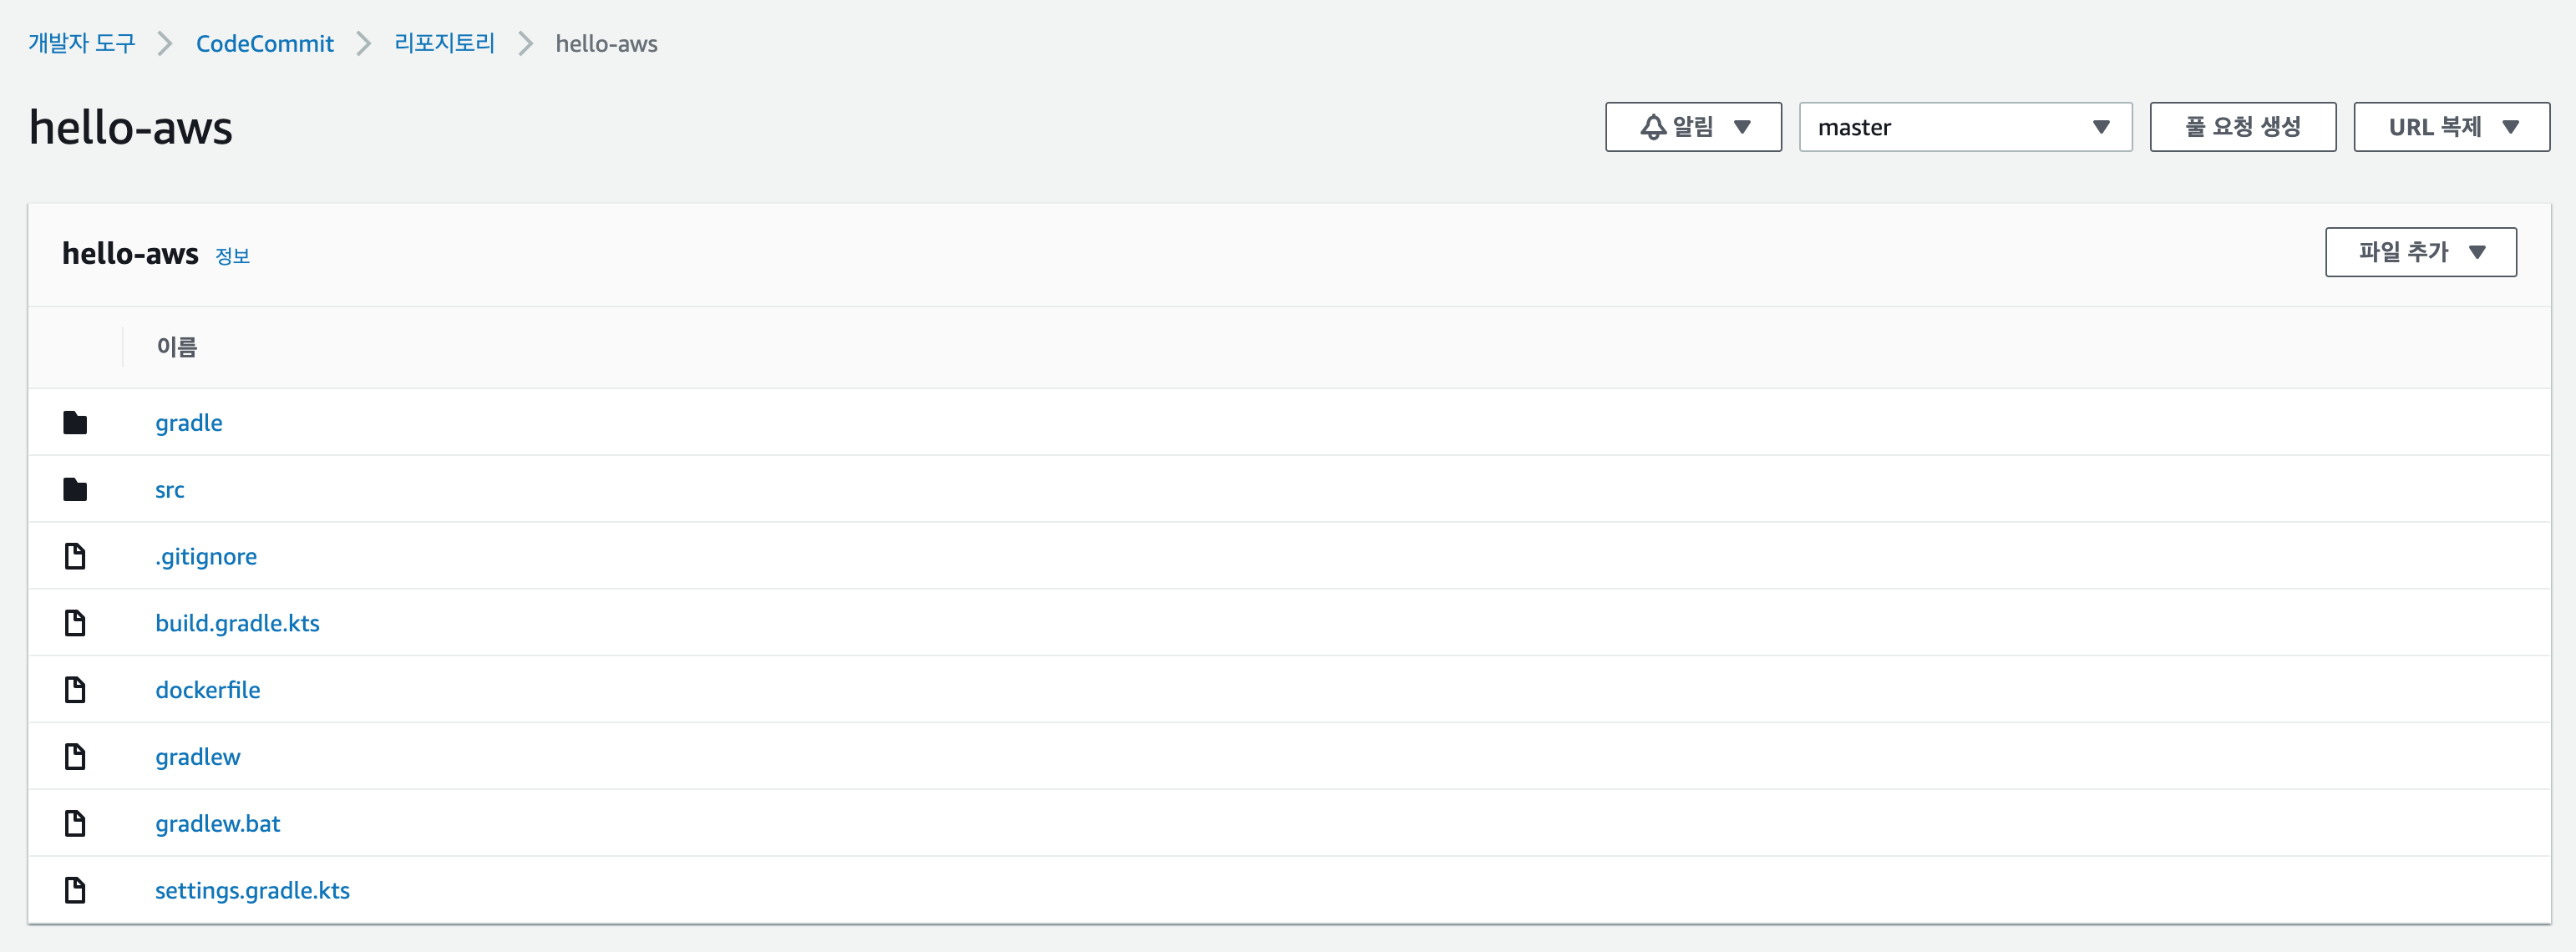 개발자 도구 > CodeCommit > 리포지토리 > hello-aws
hello-aws 알림 master 풀 요청 생성 URL 복제
hello-aws 정보 파일 추가
이름
gradle
src
.gitignore
build.gradle.kts
dockerfile
gradlew
gradlew.bat
settings.gradle.kts